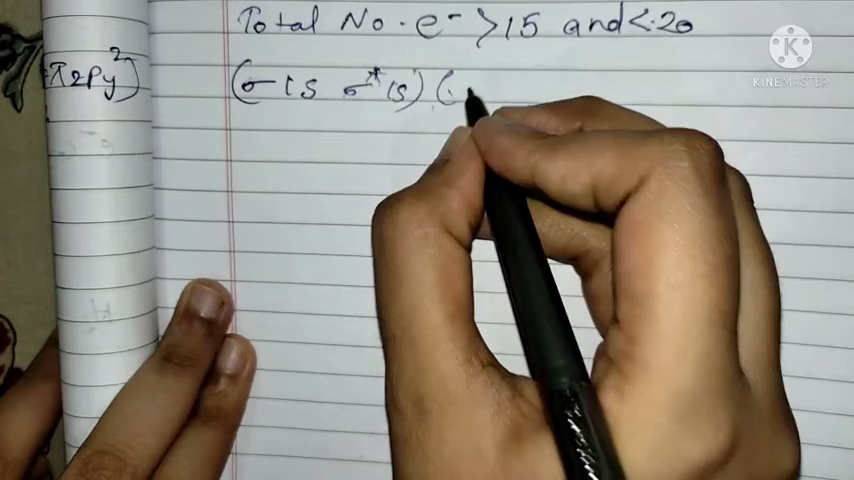 Total No. e⁻ >15 and <.20
π2py²)
(σ1s σ*1s) (
KINEMASTER